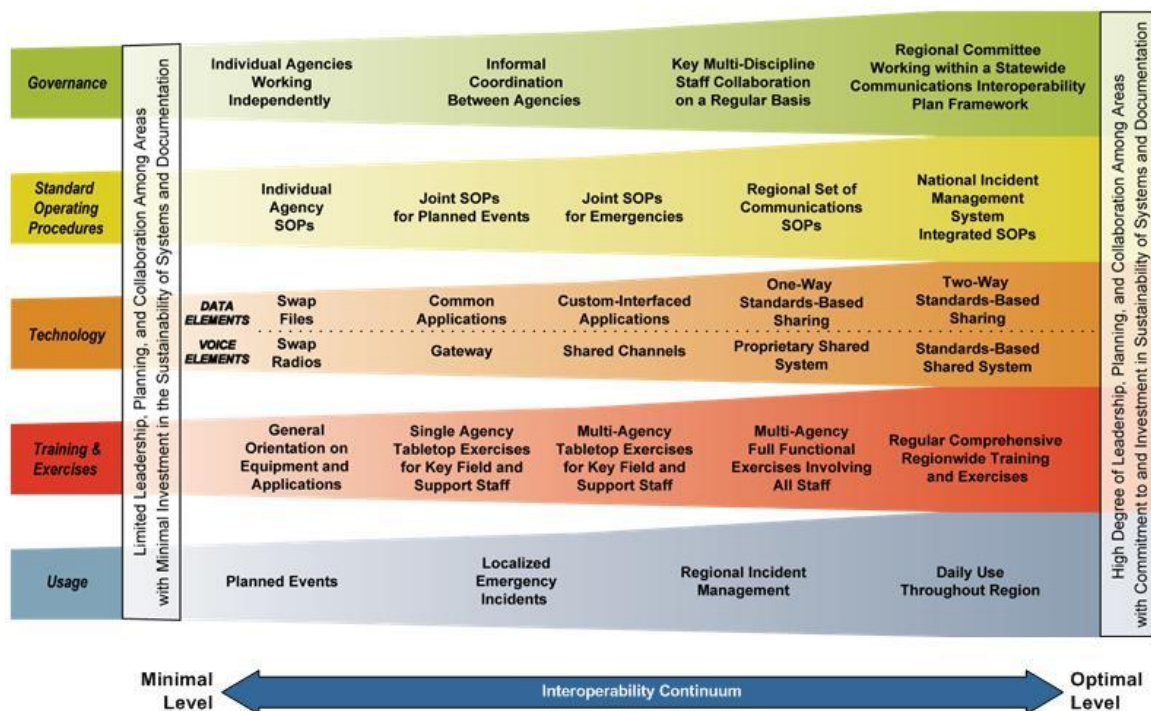 Governance
Individual Agencies
Working
Independently
Informal
Coordination
Between Agencies
Key Multi-Discipline
Staff Collaboration
on a Regular Basis
Regional Committee
Working within a Statewide
Communications Interoperability
Plan Framework
Standard
Operating
Procedures
Individual
Agency
SOPs
Joint SOPs
for Planned Events
Joint SOPs
for Emergencies
Regional Set of
Communications
SOPs
National Incident
Management
System
Integrated SOPs
Technology
DATA
ELEMENTS
Swap
Files
Common
Applications
Custom-Interfaced
Applications
One-Way
Standards-Based
Sharing
Two-Way
Standards-Based
Sharing
VOICE
ELEMENTS
Swap
Radios
Gateway
Shared Channels
Proprietary Shared
System
Standards-Based
Shared System
Training &
Exercises
General
Orientation on
Equipment and
Applications
Single Agency
Tabletop Exercises
for Key Field and
Support Staff
Multi-Agency
Tabletop Exercises
for Key Field and
Support Staff
Multi-Agency
Full Functional
Exercises Involving
All Staff
Regular Comprehensive
Regionwide Training
and Exercises
Usage
Planned Events
Localized
Emergency
Incidents
Regional Incident
Management
Daily Use
Throughout Region
Limited Leadership, Planning, and Collaboration Among Areas
with Minimal Investment in the Sustainability of Systems and Documentation
High Degree of Leadership, Planning, and Collaboration Among Areas
with Commitment to and Investment in Sustainability of Systems and Documentation
Minimal
Level
Interoperability Continuum
Optimal
Level